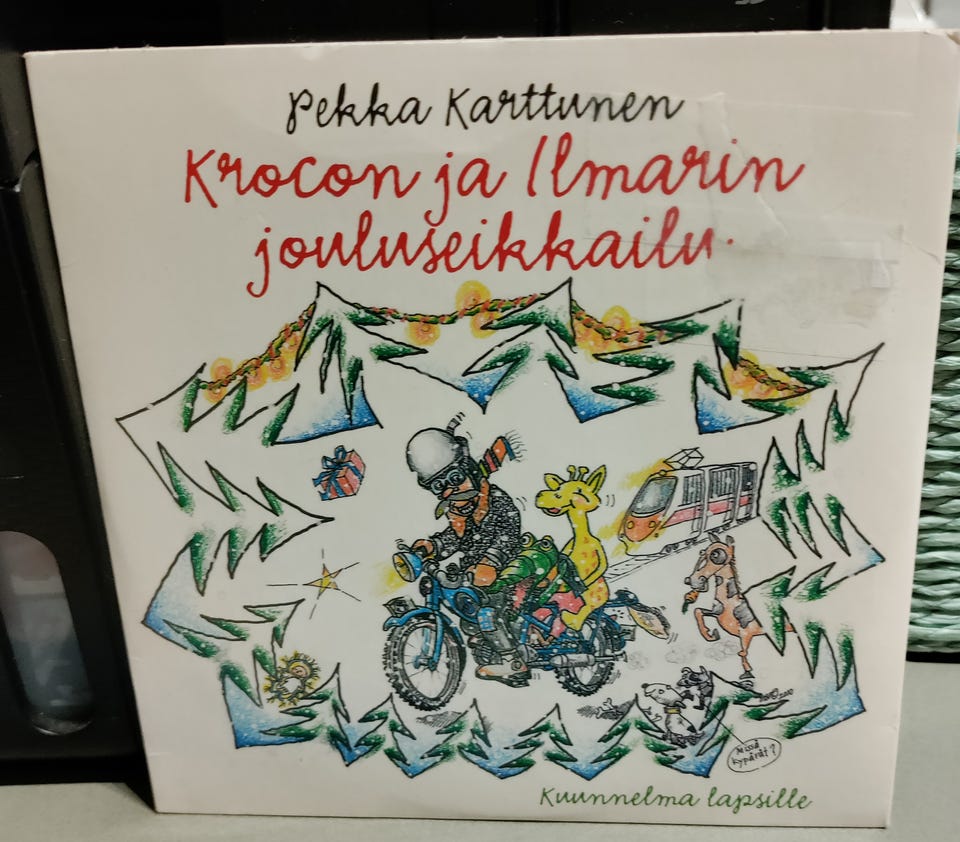 Pekka Karttunen
Krocon ja Ilmarin
jouluseikkailu
Missä
kypärät?
Kuunnelma lapsille